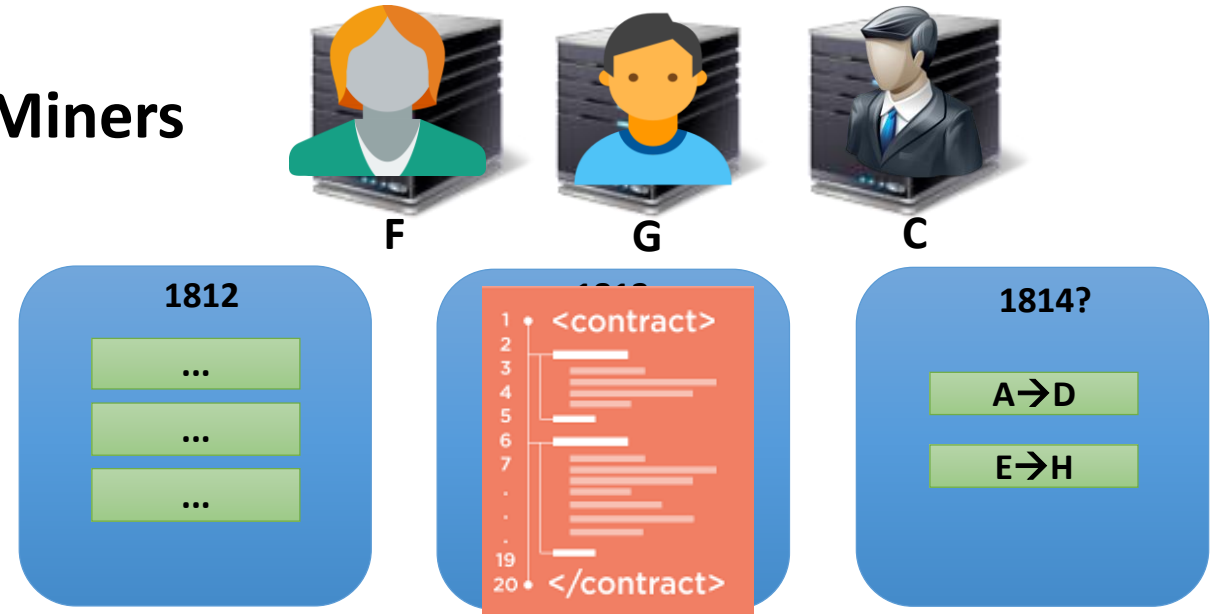 Miners
F
G
C
1812
...
...
...
1 <contract>
2
3
4
5
6
7
.
.
.
19
20 </contract>
1814?
A→D
E→H